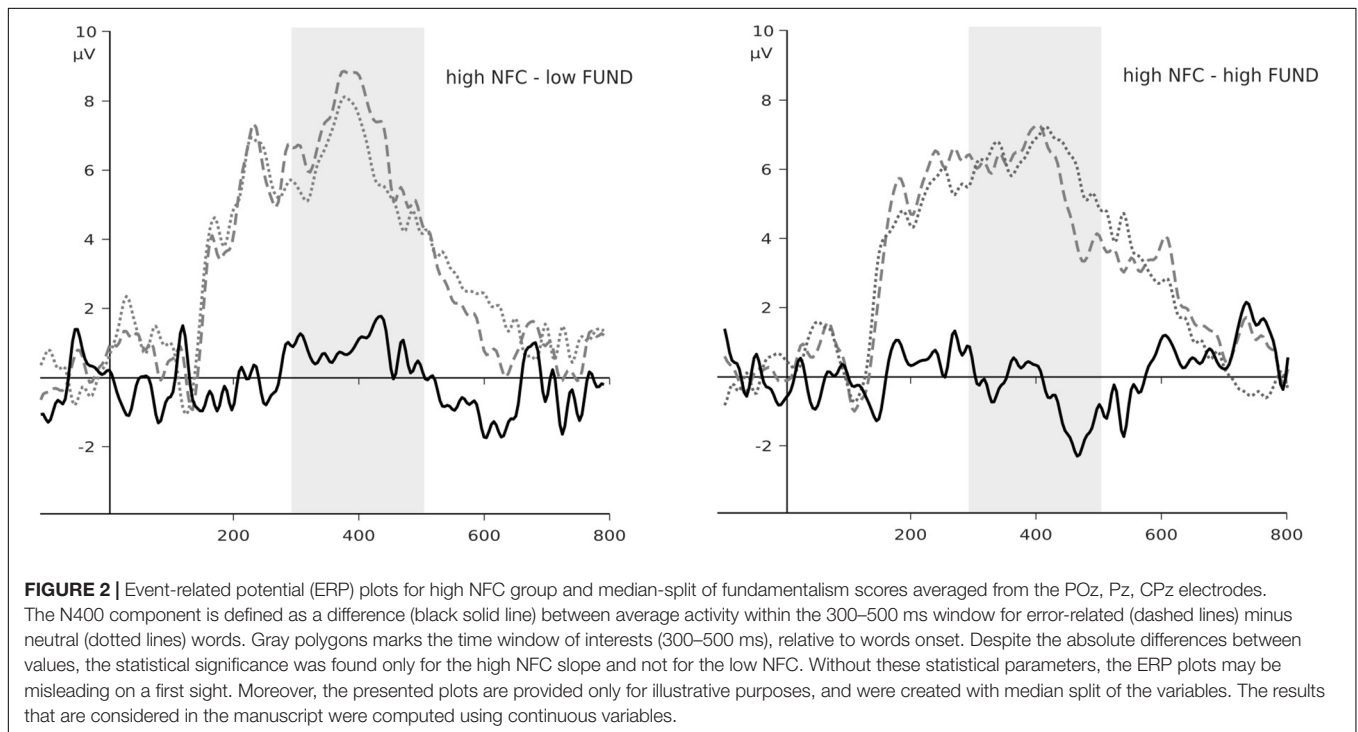 10
μV
8
6
4
2
-2
200
400
600
800
high NFC - low FUND
10
μV
8
6
4
2
-2
200
400
600
800
high NFC - high FUND
FIGURE 2 | Event-related potential (ERP) plots for high NFC group and median-split of fundamentalism scores averaged from the POz, Pz, CPz electrodes.
The N400 component is defined as a difference (black solid line) between average activity within the 300–500 ms window for error-related (dashed lines) minus
neutral (dotted lines) words. Gray polygons marks the time window of interests (300–500 ms), relative to words onset. Despite the absolute differences between
values, the statistical significance was found only for the high NFC slope and not for the low NFC. Without these statistical parameters, the ERP plots may be
misleading on a first sight. Moreover, the presented plots are provided only for illustrative purposes, and were created with median split of the variables. The results
that are considered in the manuscript were computed using continuous variables.